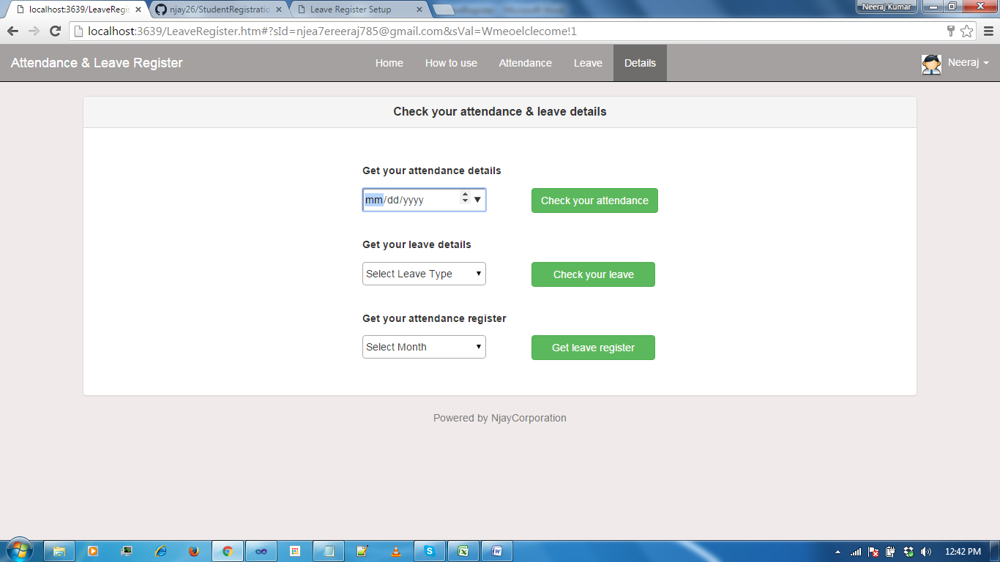 localhost:3639/LeaveRegis
njay26/StudentRegistratio
Leave Register Setup
Neeraj Kumar
localhost:3639/LeaveRegister.htm#?sId=njea7ereeraj785@gmail.com&sVal=Wmeoelclecome!1
Attendance & Leave Register
Home
How to use
Attendance
Leave
Details
Neeraj
Check your attendance & leave details
Get your attendance details
mm/dd/yyyy
Check your attendance
Get your leave details
Select Leave Type
Check your leave
Get your attendance register
Select Month
Get leave register
Powered by NjayCorporation
12:42 PM